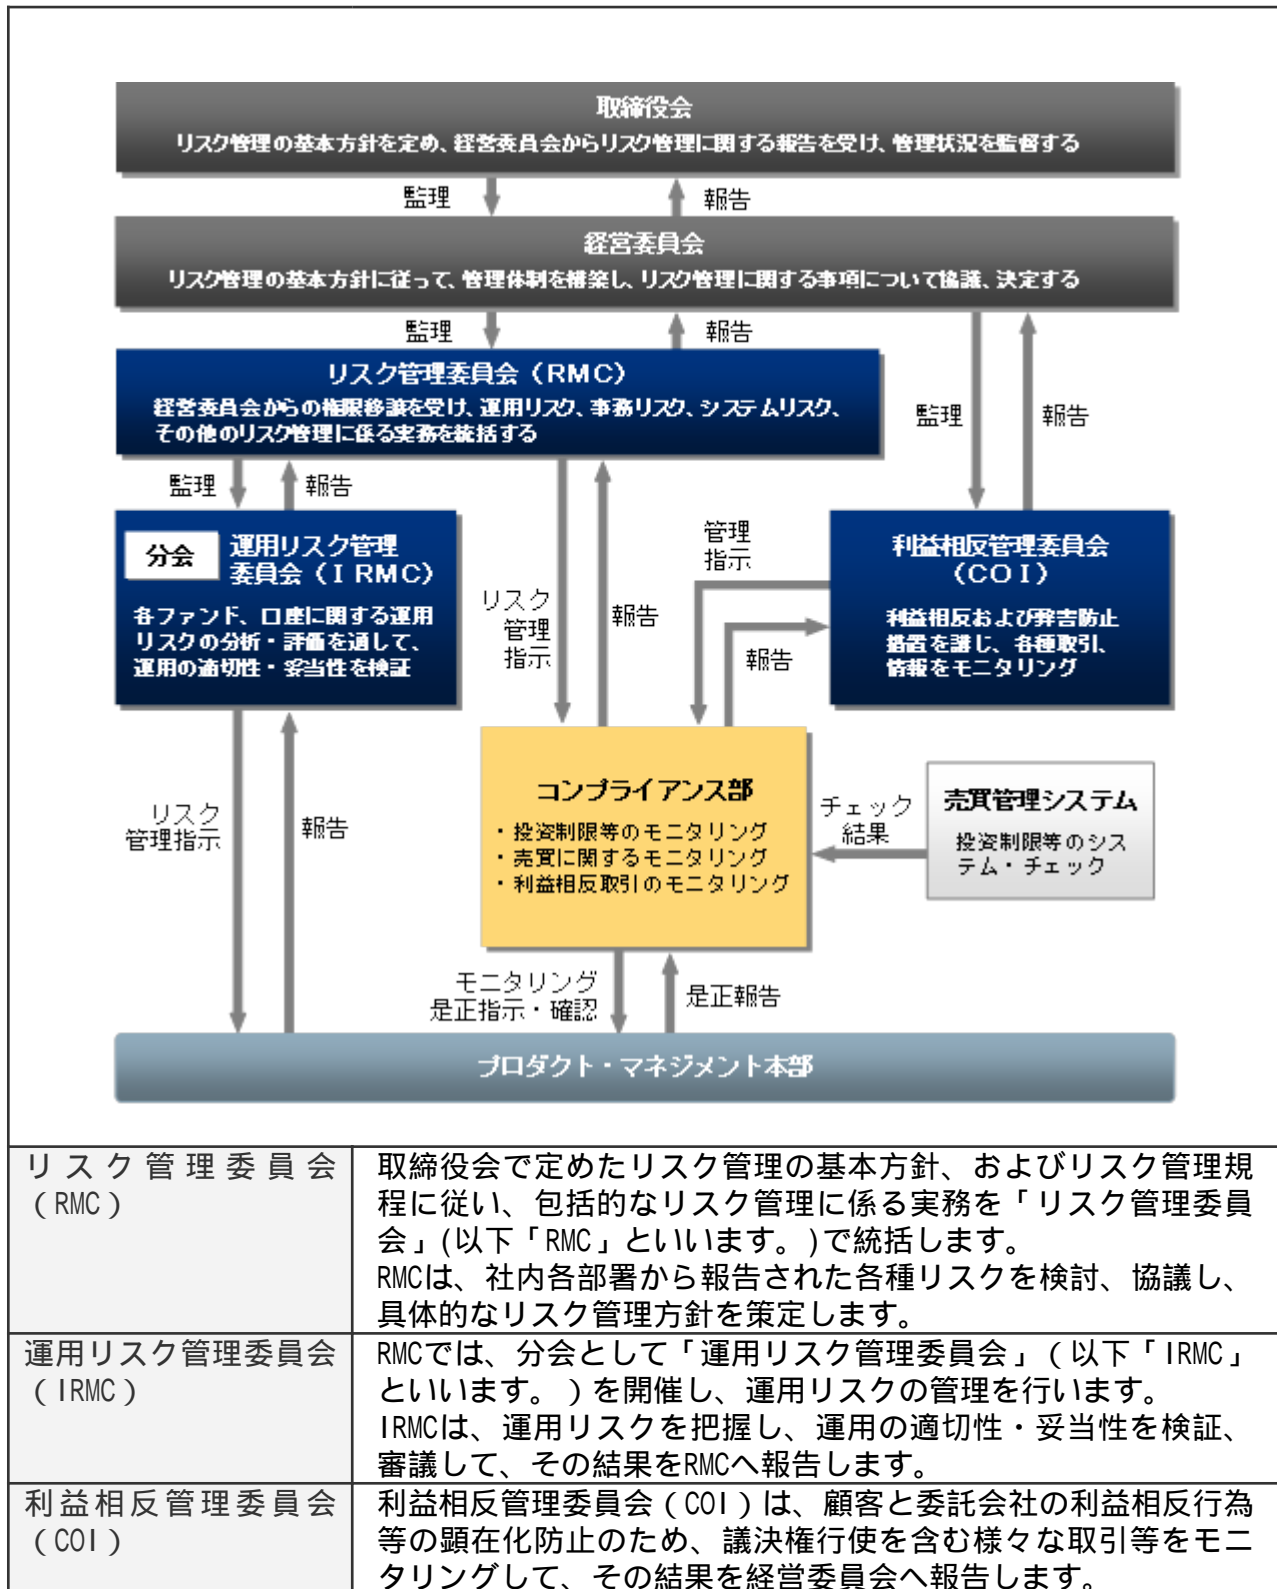 取締役会
リスク管理の基本方針を定め、経営委員会からリスク管理に関する報告を受け、管理状況を監督する
監理
報告
経営委員会
リスク管理の基本方針に従って、管理体制を構築し、リスク管理に関する事項について協議、決定する
監理
報告
リスク管理委員会（RMC）
経営委員会からの権限移譲を受け、運用リスク、事務リスク、システムリスク、
その他のリスク管理に係る実務を統括する
監理
報告
監理
報告
分会
運用リスク管理
委員会（IRMC）
各ファンド、口座に関する運用
リスクの分析・評価を通して、
運用の適切性・妥当性を検証
リスク
管理
指示
報告
管理
指示
報告
利益相反管理委員会
（COI）
利益相反および弊害防止
措置を講じ、各種取引、
情報をモニタリング
リスク
管理指示
報告
コンプライアンス部
・投資制限等のモニタリング
・売買に関するモニタリング
・利益相反取引のモニタリング
チェック
結果
売買管理システム
投資制限等のシス
テム・チェック
モニタリング
是正指示・確認
是正報告
プロダクト・マネジメント本部
リスク管理委員会
（RMC）
取締役会で定めたリスク管理の基本方針、およびリスク管理規
程に従い、包括的なリスク管理に係る実務を「リスク管理委員
会」(以下「RMC」といいます。)で統括します。
RMCは、社内各部署から報告された各種リスクを検討、協議し、
具体的なリスク管理方針を策定します。
運用リスク管理委員会
（IRMC）
RMCでは、分会として「運用リスク管理委員会」（以下「IRMC」
といいます。）を開催し、運用リスクの管理を行います。
IRMCは、運用リスクを把握し、運用の適切性・妥当性を検証、
審議して、その結果をRMCへ報告します。
利益相反管理委員会
（COI）
利益相反管理委員会（COI）は、顧客と委託会社の利益相反行為
等の顕在化防止のため、議決権行使を含む様々な取引等をモニ
タリングして、その結果を経営委員会へ報告します。